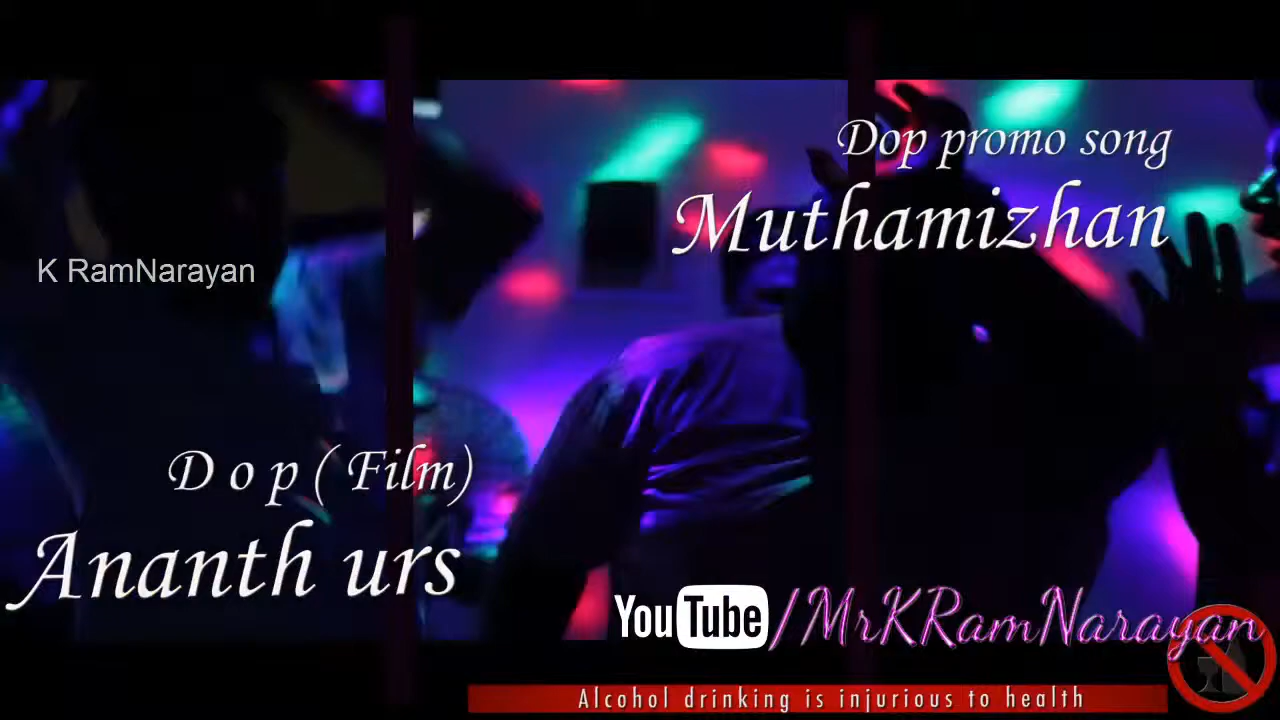 Dop promo song
Muthamizhan
K RamNarayan
D o p ( Film)
Ananth urs
YouTube/MrKRamNarayan
Alcohol drinking is injurious to health